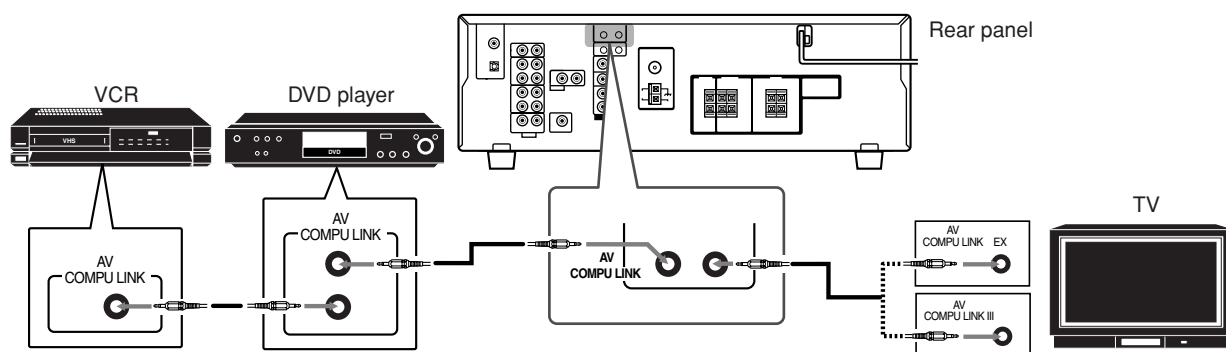 Rear panel
VCR
DVD player
VHS
DVD
TV
AV
COMPU LINK
AV
COMPU LINK
AV
COMPU LINK
AV
COMPU LINK EX
AV
COMPU LINK III